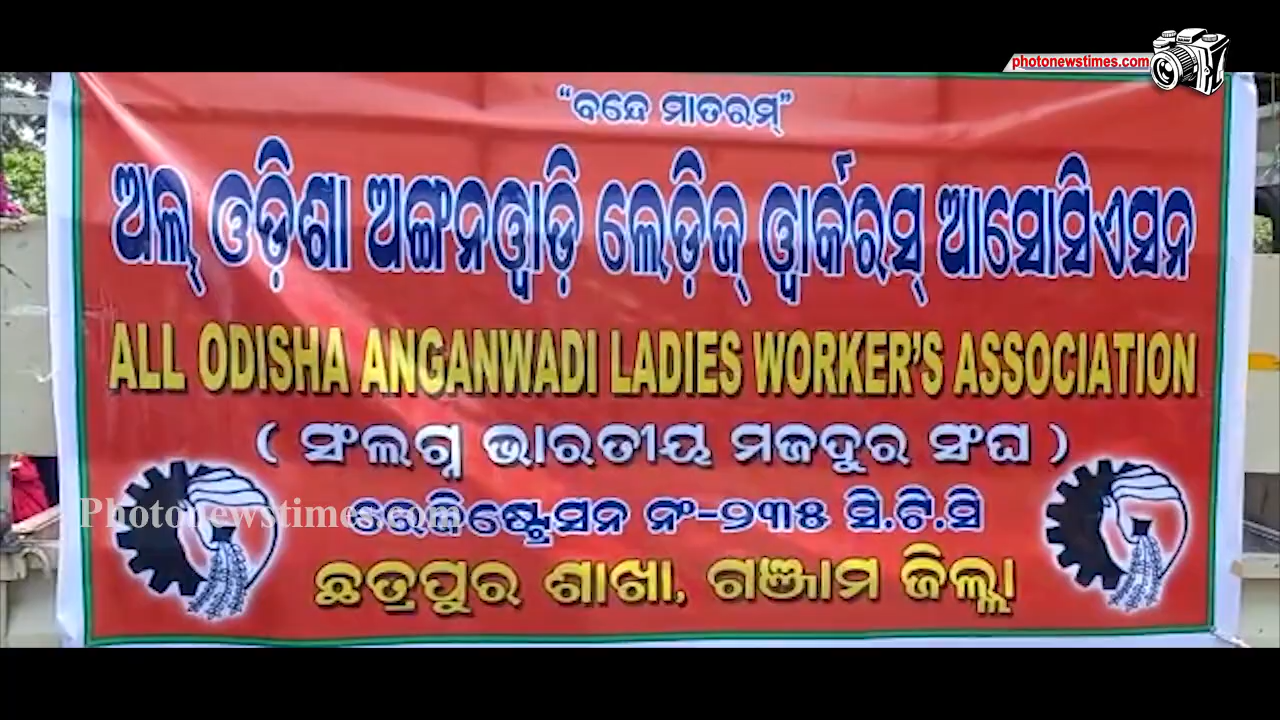 photonewstimes.com
“ବନ୍ଦେ ମାତରମ୍”
ଅଲ୍ ଓଡ଼ିଶା ଅଙ୍ଗନୱାଡ଼ି ଲେଡ଼ିଜ୍ ୱାର୍କରସ୍ ଆସୋସିଏସନ
ALL ODISHA ANGANWADI LADIES WORKER’S ASSOCIATION
( ସଂଲଗ୍ନ ଭାରତୀୟ ମଜଦୁର ସଂଘ )
ରେଜିଷ୍ଟ୍ରେସନ ନଂ-୨୩୫ ସି.ଟି.ସି
Photonewstimes.com
ଛତ୍ରପୁର ଶାଖା, ଗଞ୍ଜାମ ଜିଲ୍ଲା